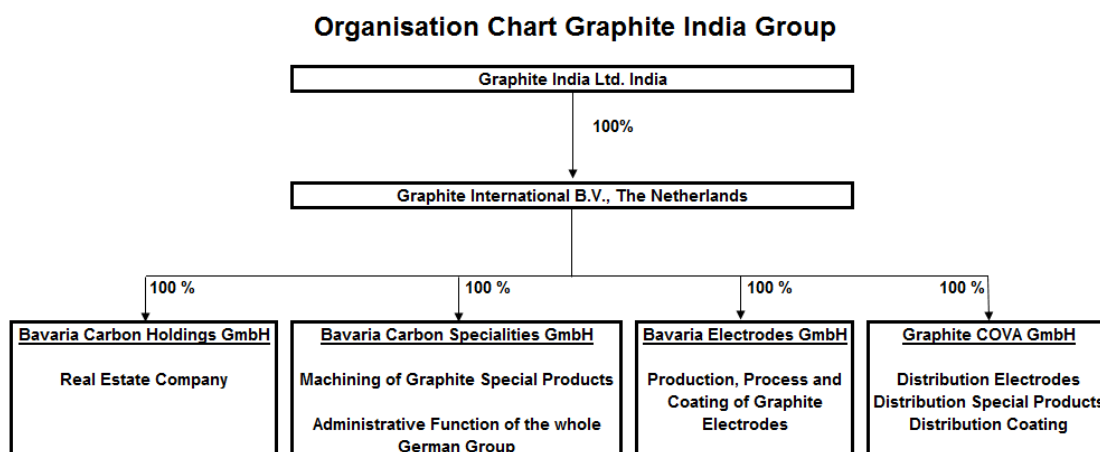 Organisation Chart Graphite India Group
Graphite India Ltd. India
100%
Graphite International B.V., The Netherlands
100 %
100 %
100 %
100 %
Bavaria Carbon Holdings GmbH
Real Estate Company
Bavaria Carbon Specialities GmbH
Machining of Graphite Special Products
Administrative Function of the whole
German Group
Bavaria Electrodes GmbH
Production, Process and
Coating of Graphite
Electrodes
Graphite COVA GmbH
Distribution Electrodes
Distribution Special Products
Distribution Coating